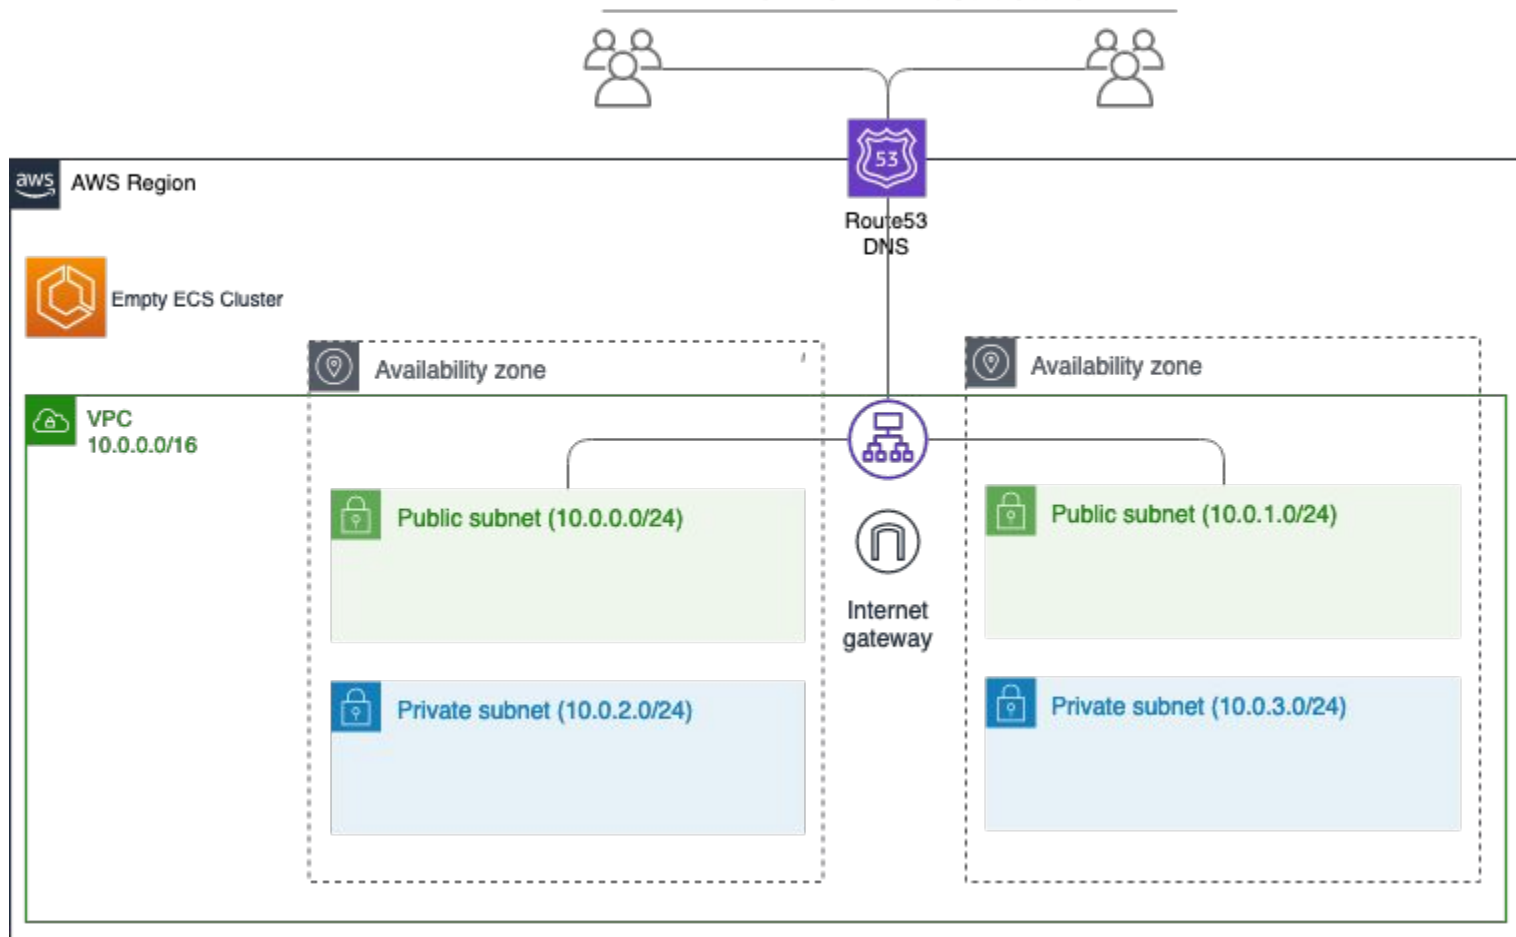 53
aws
AWS Region
Route53
DNS
Empty ECS Cluster
Availability zone
Availability zone
VPC
10.0.0.0/16
Public subnet (10.0.0.0/24)
Public subnet (10.0.1.0/24)
Internet
gateway
Private subnet (10.0.2.0/24)
Private subnet (10.0.3.0/24)